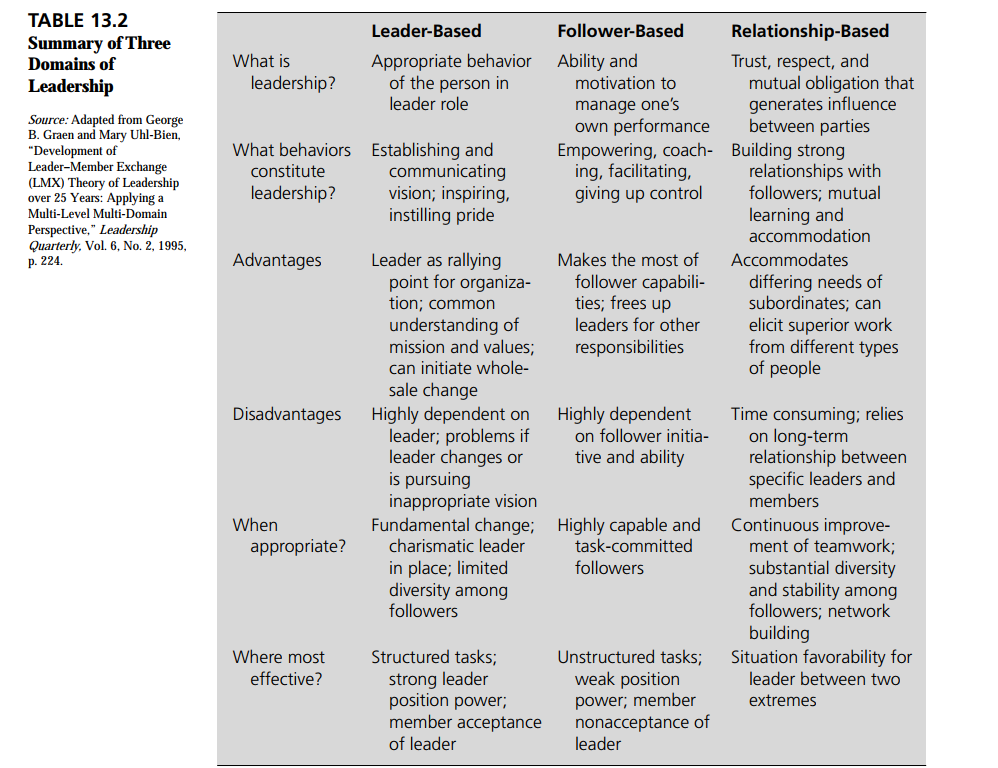 TABLE 13.2
Summary of Three
Domains of
Leadership
Source: Adapted from George
B. Graen and Mary Uhl-Bien,
“Development of
Leader–Member Exchange
(LMX) Theory of Leadership
over 25 Years: Applying a
Multi-Level Multi-Domain
Perspective,” Leadership
Quarterly, Vol. 6, No. 2, 1995,
p. 224.
Leader-Based Follower-Based Relationship-Based
What is Appropriate behavior Ability and Trust, respect, and
leadership? of the person in motivation to mutual obligation that
leader role manage one’s generates influence
own performance between parties
What behaviors Establishing and Empowering, coach- Building strong
constitute communicating ing, facilitating, relationships with
leadership? vision; inspiring, giving up control followers; mutual
instilling pride learning and
accommodation
Advantages Leader as rallying Makes the most of Accommodates
point for organiza- follower capabili- differing needs of
tion; common ties; frees up subordinates; can
understanding of leaders for other elicit superior work
mission and values; responsibilities from different types
can initiate whole- of people
sale change
Disadvantages Highly dependent on Highly dependent Time consuming; relies
leader; problems if on follower initia- on long-term
leader changes or tive and ability relationship between
is pursuing specific leaders and
inappropriate vision members
When Fundamental change; Highly capable and Continuous improve-
appropriate? charismatic leader task-committed ment of teamwork;
in place; limited followers substantial diversity
diversity among and stability among
followers followers; network
building
Where most Structured tasks; Unstructured tasks; Situation favorability for
effective? strong leader weak position leader between two
position power; power; member extremes
member acceptance nonacceptance of
of leader leader